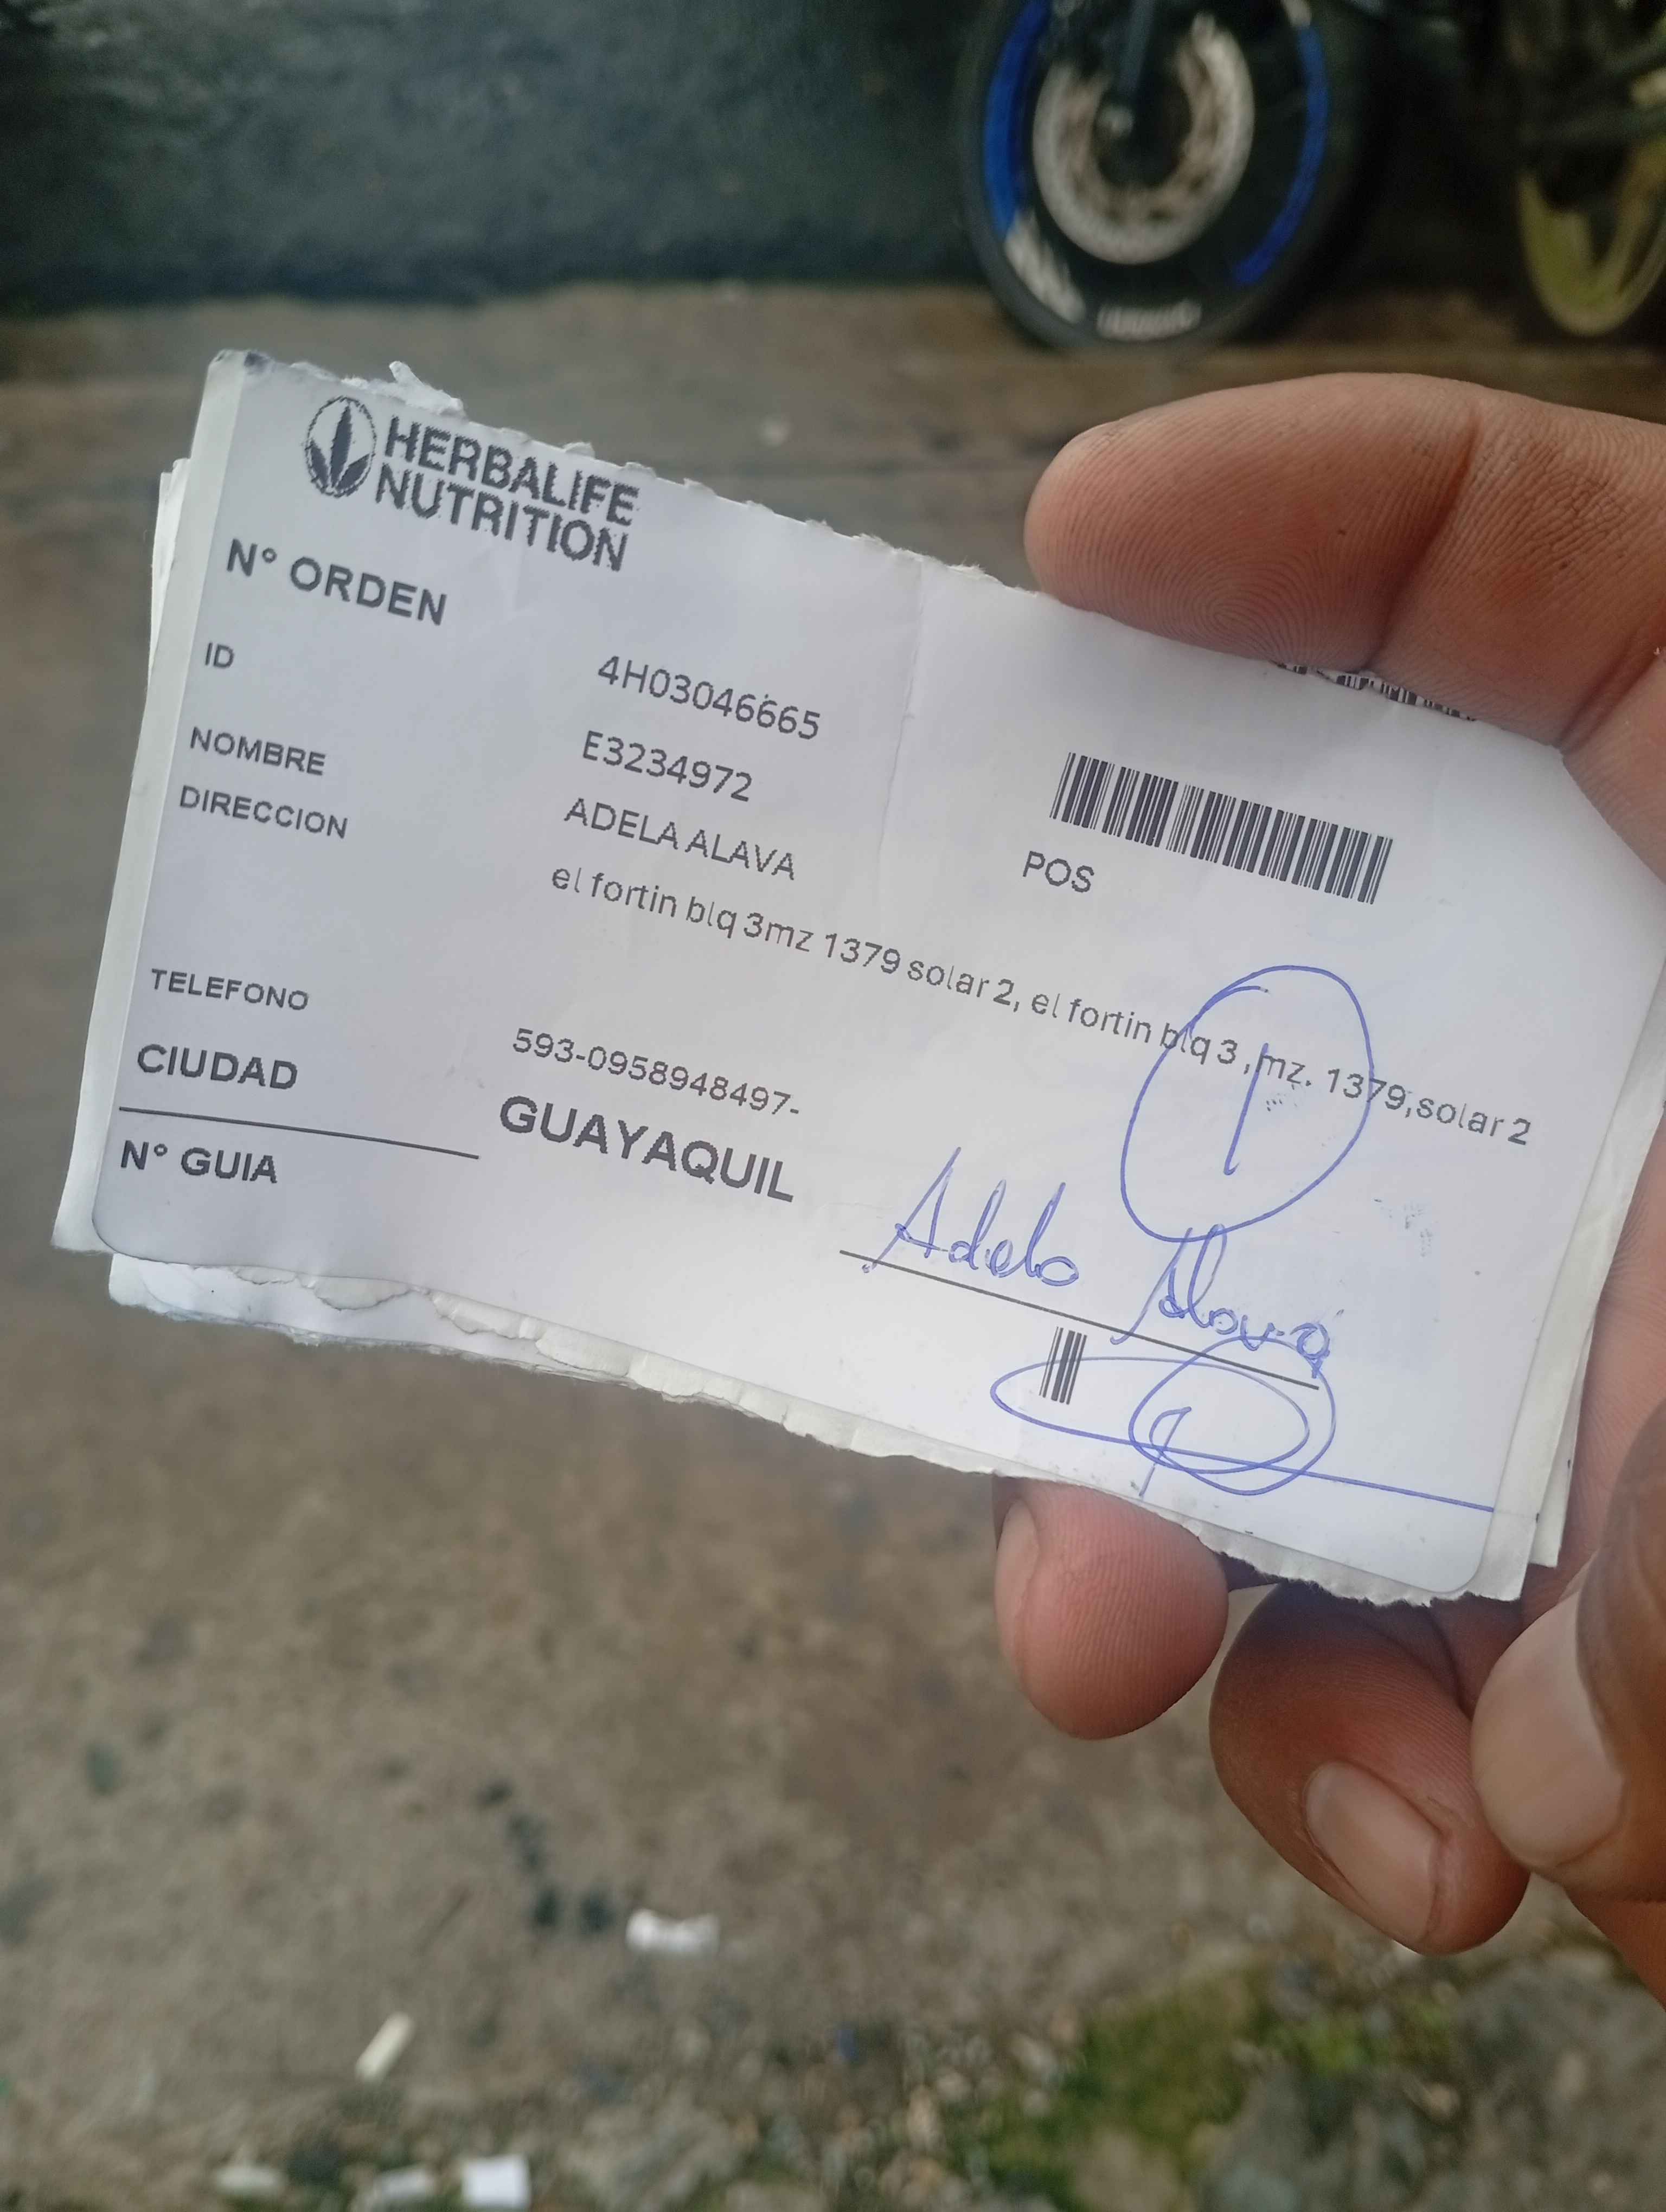 HERBALIFE
NUTRITION
N° ORDEN 4H03046665
ID E3234972
NOMBRE ADELA ALAVA
POS
DIRECCION el fortin blq 3mz 1379 solar 2, el fortin blq 3 ,mz. 1379,solar 2
1
TELEFONO 593-0958948497-
CIUDAD GUAYAQUIL
N° GUIA
Adela Alava